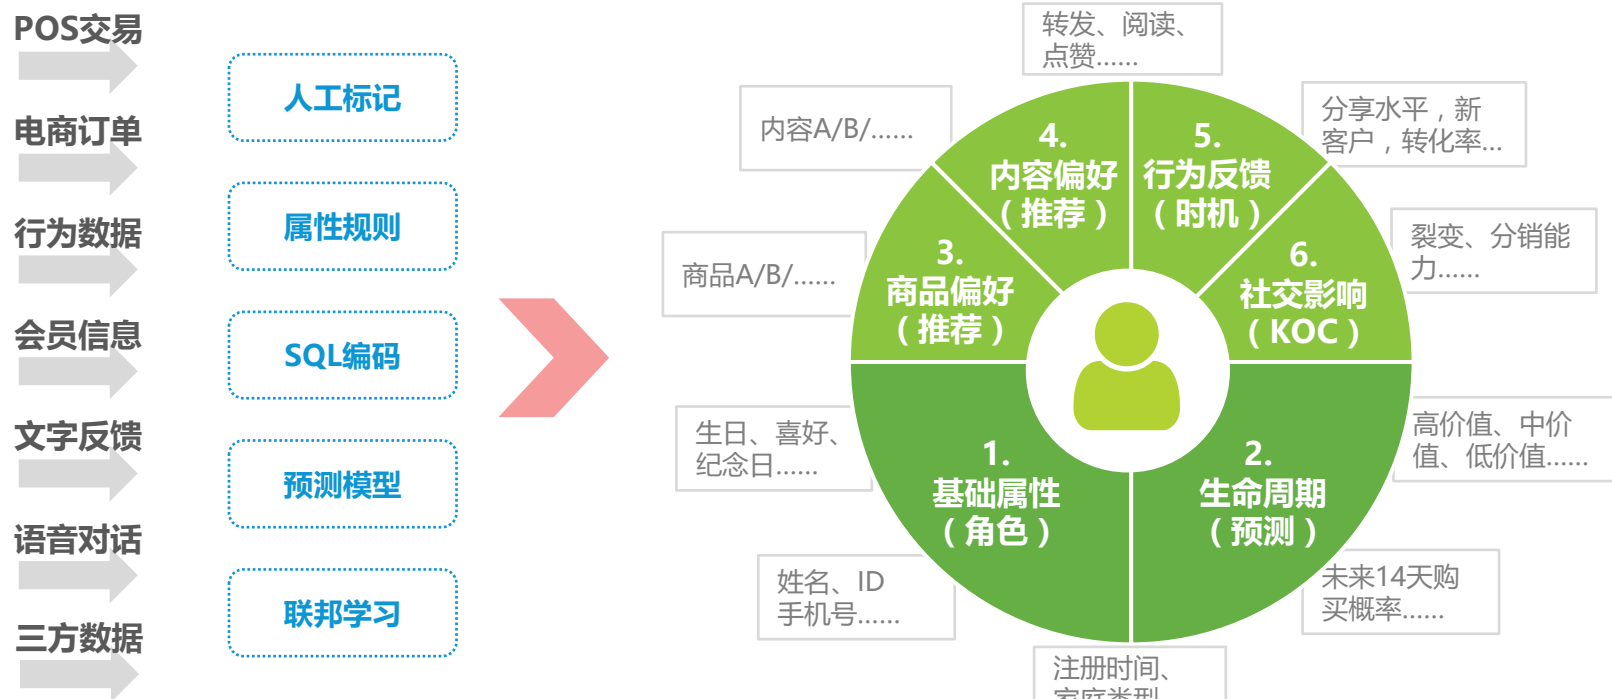 POS交易
电商订单
行为数据
会员信息
文字反馈
语音对话
三方数据
人工标记
属性规则
SQL编码
预测模型
联邦学习
转发、阅读、
点赞......
内容A/B/......
分享水平，新
客户，转化率...
商品A/B/......
裂变、分销能
力......
生日、喜好、
纪念日......
高价值、中价
值、低价值......
姓名、ID
手机号......
未来14天购
买概率......
注册时间、
家庭类型
4.
内容偏好
（推荐）
5.
行为反馈
（时机）
3.
商品偏好
（推荐）
6.
社交影响
（KOC）
1.
基础属性
（角色）
2.
生命周期
（预测）